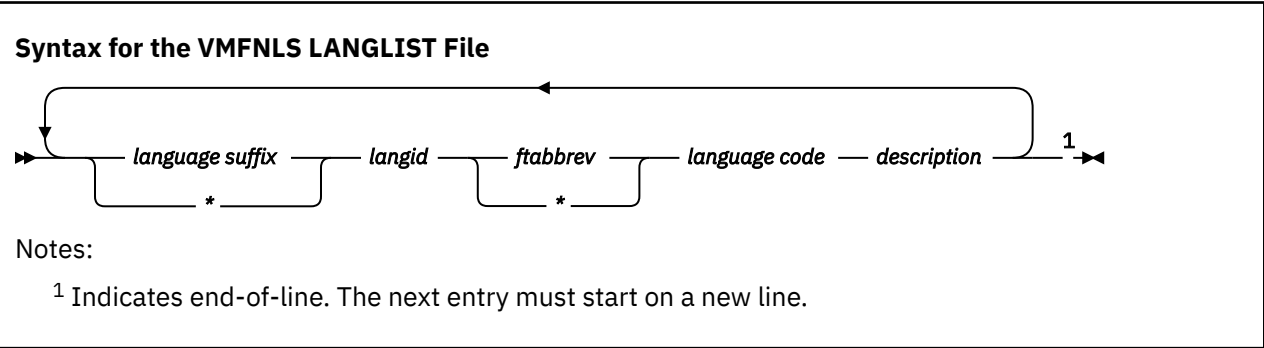 Syntax for the VMFNLS LANGLIST File
language suffix langid ftabbrev language code description 1
* *
Notes:
1 Indicates end-of-line. The next entry must start on a new line.